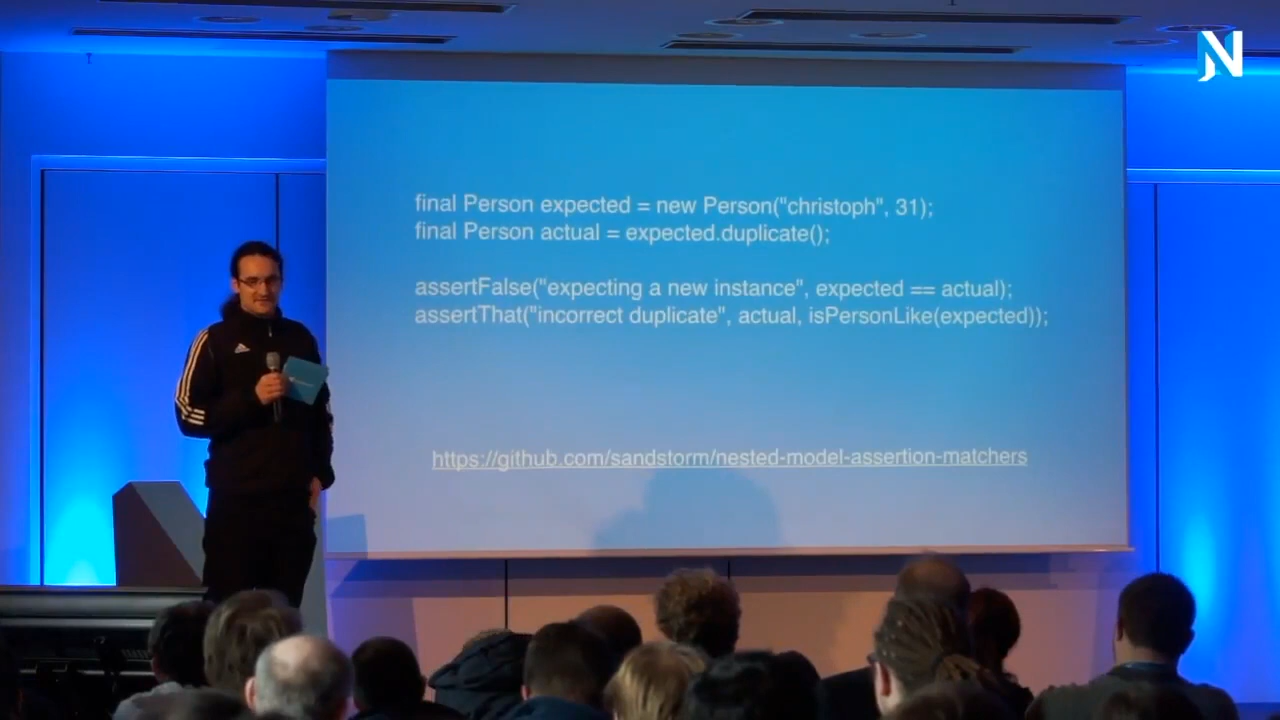 N
final Person expected = new Person("christoph", 31);
final Person actual = expected.duplicate();
assertFalse("expecting a new instance", expected == actual);
assertThat("incorrect duplicate", actual, isPersonLike(expected));
https://github.com/sandstorm/nested-model-assertion-matchers